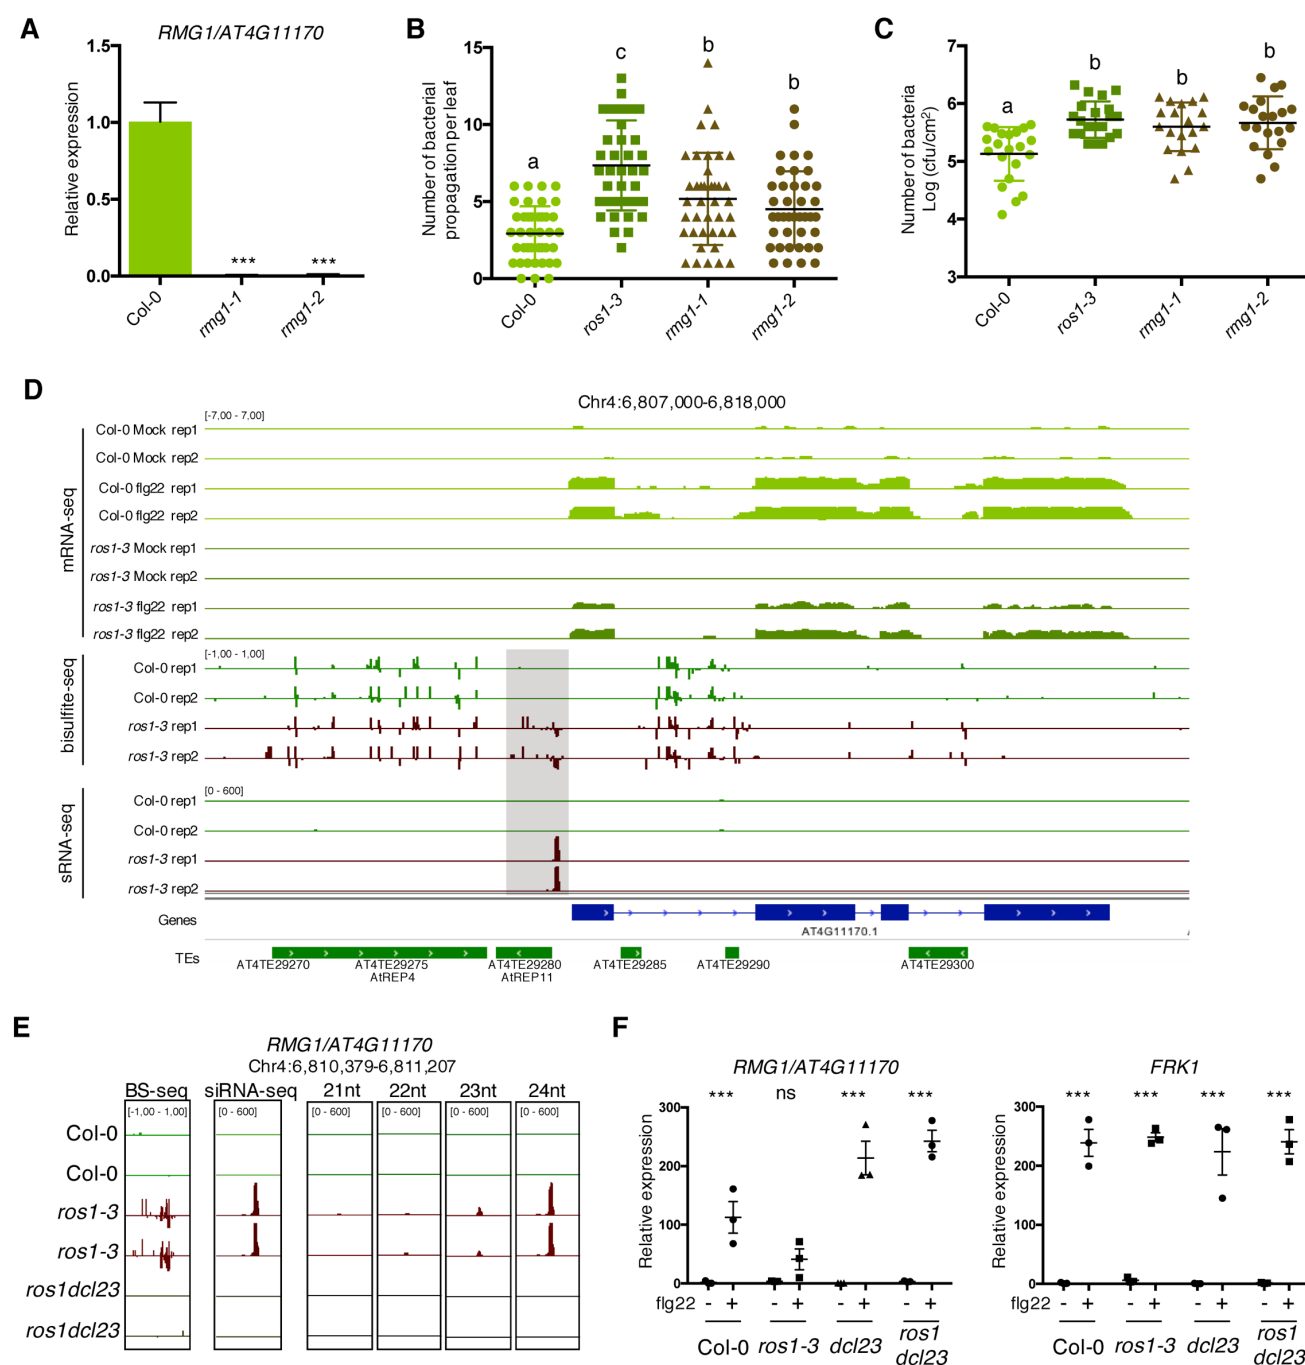 A
RMG1/AT4G11170
Relative expression
1.5
1.0
0.5
0.0
***
***
Col-0
rmg1-1
rmg1-2
B
Number of bacterial
propagation per leaf
15
10
5
0
a
c
b
b
Col-0
ros1-3
rmg1-1
rmg1-2
C
Number of bacteria
Log (cfu/cm²)
7
6
5
4
3
a
b
b
b
Col-0
ros1-3
rmg1-1
rmg1-2
D
Chr4:6,807,000-6,818,000
[-7,00 - 7,00]
mRNA-seq
Col-0 Mock rep1
Col-0 Mock rep2
Col-0 flg22 rep1
Col-0 flg22 rep2
ros1-3 Mock rep1
ros1-3 Mock rep2
ros1-3 flg22 rep1
ros1-3 flg22 rep2
bisulfite-seq
[-1,00 - 1,00]
Col-0 rep1
Col-0 rep2
ros1-3 rep1
ros1-3 rep2
sRNA-seq
[0 - 600]
Col-0 rep1
Col-0 rep2
ros1-3 rep1
ros1-3 rep2
Genes
AT4G11170.1
TEs
AT4TE29270
AT4TE29275
AtREP4
AT4TE29280
AtREP11
AT4TE29285
AT4TE29290
AT4TE29300
E
RMG1/AT4G11170
Chr4:6,810,379-6,811,207
BS-seq siRNA-seq 21nt 22nt 23nt 24nt
[-1,00 - 1,00] [0 - 600] [0 - 600] [0 - 600] [0 - 600] [0 - 600]
Col-0
Col-0
ros1-3
ros1-3
ros1dcl23
ros1dcl23
F
RMG1/AT4G11170
*** ns *** ***
Relative expression
300
200
100
0
flg22 - + - + - + - +
Col-0 ros1-3 dcl23 ros1
dcl23
FRK1
*** *** *** ***
Relative expression
300
200
100
0
flg22 - + - + - + - +
Col-0 ros1-3 dcl23 ros1
dcl23